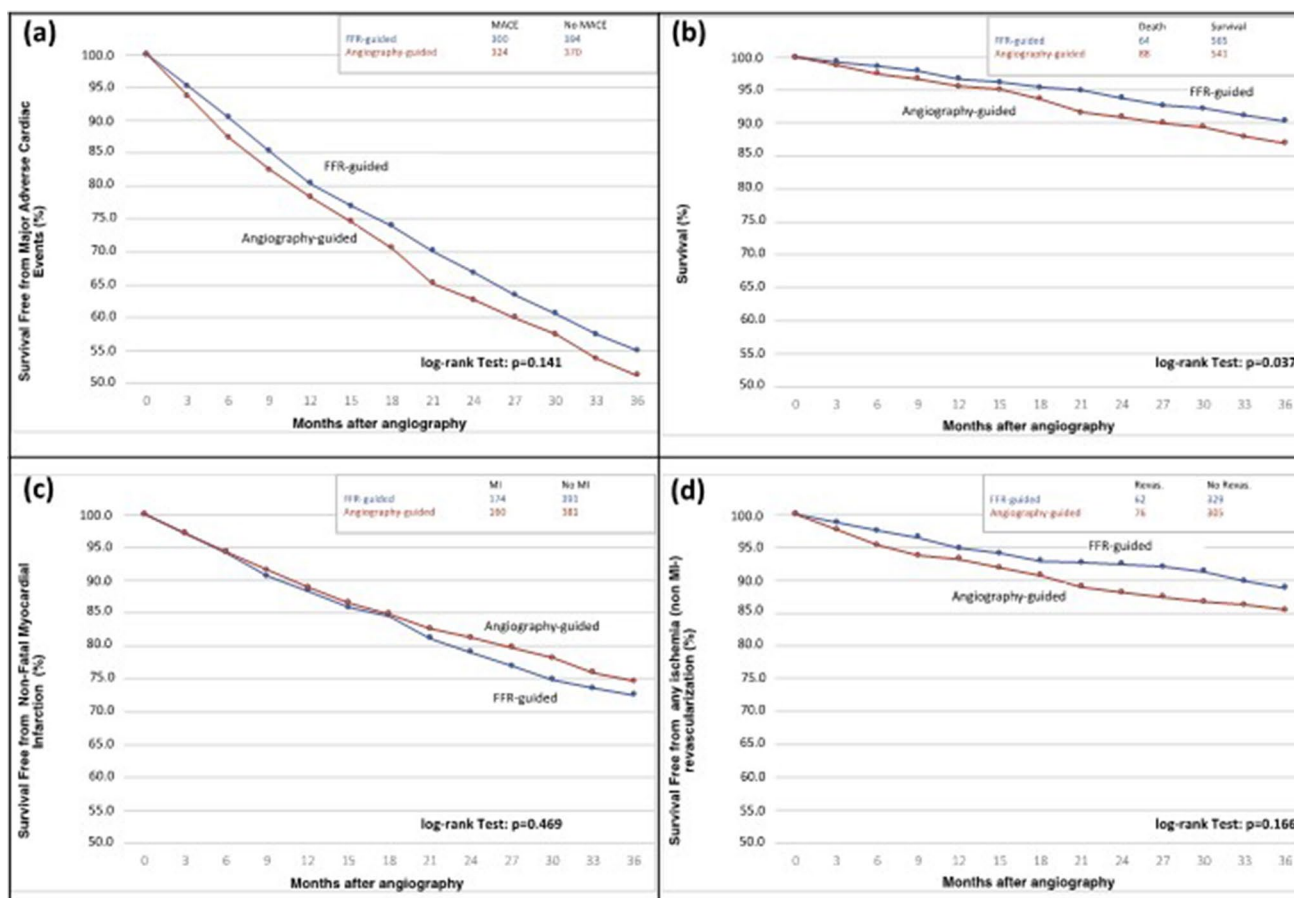 (a)
MACE No MACE
FFR-guided 300 394
Angiography-guided 324 370
100.0
95.0
90.0
85.0
80.0
75.0
70.0
65.0
60.0
55.0
50.0
FFR-guided
Angiography-guided
log-rank Test: p=0.141
0 3 6 9 12 15 18 21 24 27 30 33 36
Months after angiography
Survival Free from Major Adverse Cardiac
Events (%)
(b)
Death Survival
FFR-guided 64 565
Angiography-guided 88 541
100.0
95.0
90.0
85.0
80.0
75.0
70.0
65.0
60.0
55.0
50.0
FFR-guided
Angiography-guided
log-rank Test: p=0.037
0 3 6 9 12 15 18 21 24 27 30 33 36
Months after angiography
Survival (%)
(c)
MI No MI
FFR-guided 174 391
Angiography-guided 160 381
100.0
95.0
90.0
85.0
80.0
75.0
70.0
65.0
60.0
55.0
50.0
Angiography-guided
FFR-guided
log-rank Test: p=0.469
0 3 6 9 12 15 18 21 24 27 30 33 36
Months after angiography
Survival Free from Non-Fatal Myocardial
Infarction (%)
(d)
Revas. No Revas.
FFR-guided 62 329
Angiography-guided 76 305
100.0
95.0
90.0
85.0
80.0
75.0
70.0
65.0
60.0
55.0
50.0
FFR-guided
Angiography-guided
log-rank Test: p=0.166
0 3 6 9 12 15 18 21 24 27 30 33 36
Months after angiography
Survival Free from any ischemia (non MI-)
revascularization (%)